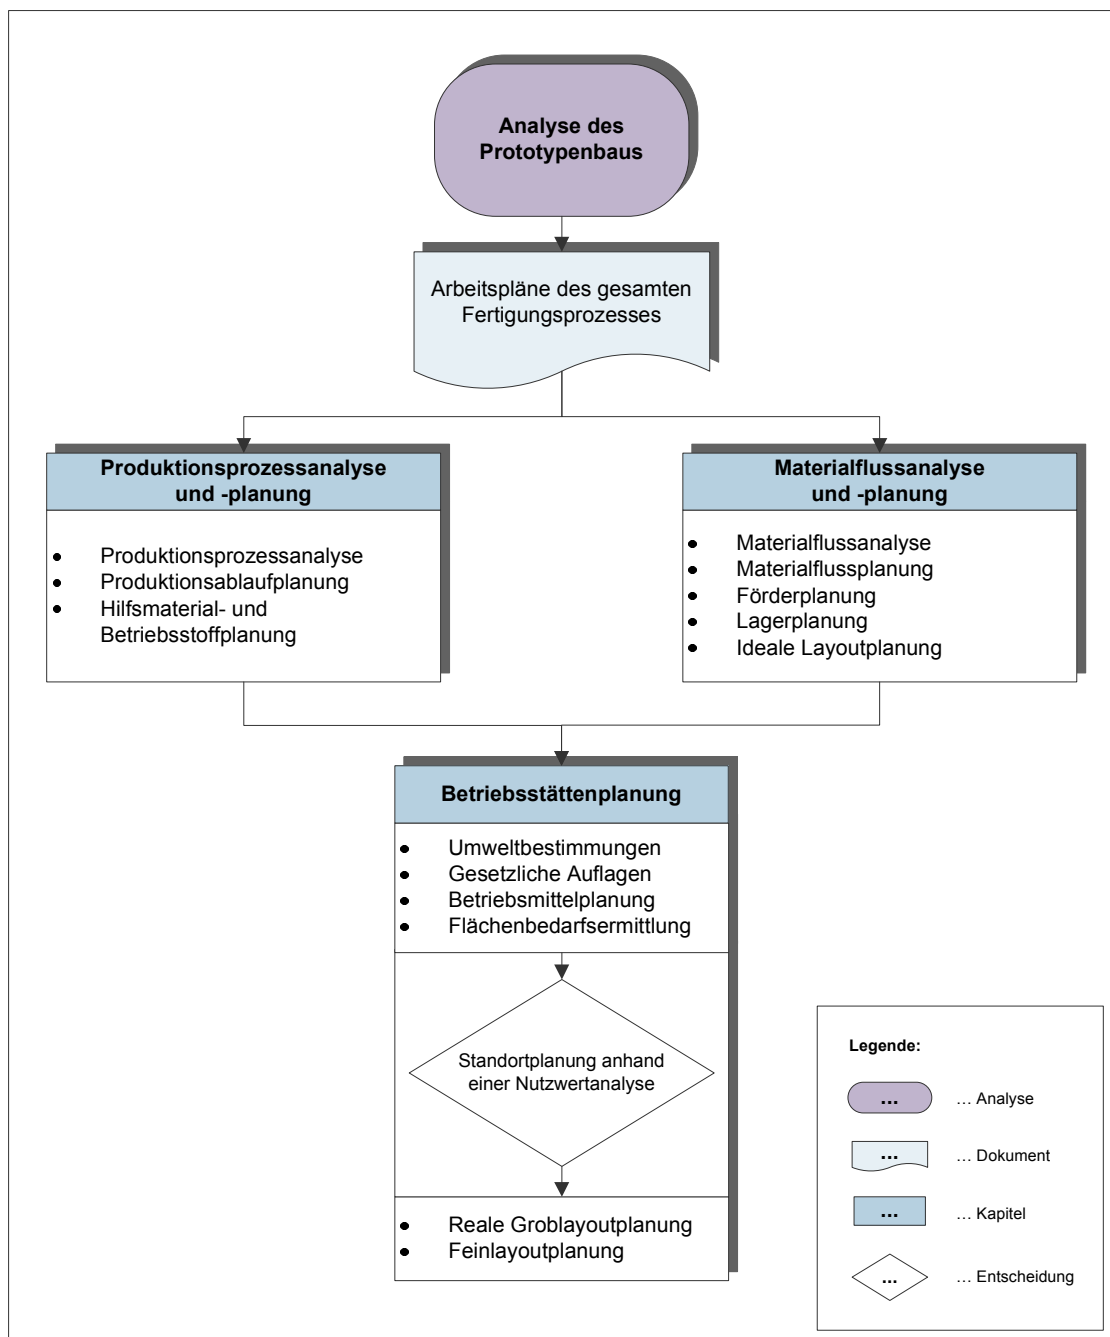 Analyse des
Prototypenbaus
Arbeitspläne des gesamten
Fertigungsprozesses
Produktionsprozessanalyse
und -planung
• Produktionsprozessanalyse
• Produktionsablaufplanung
• Hilfsmaterial- und
Betriebsstoffplanung
Materialflussanalyse
und -planung
• Materialflussanalyse
• Materialflussplanung
• Förderplanung
• Lagerplanung
• Ideale Layoutplanung
Betriebsstättenplanung
• Umweltbestimmungen
• Gesetzliche Auflagen
• Betriebsmittelplanung
• Flächenbedarfsermittlung
Standortplanung anhand
einer Nutzwertanalyse
• Reale Groblayoutplanung
• Feinlayoutplanung
Legende:
... … Analyse
... … Dokument
... … Kapitel
... … Entscheidung